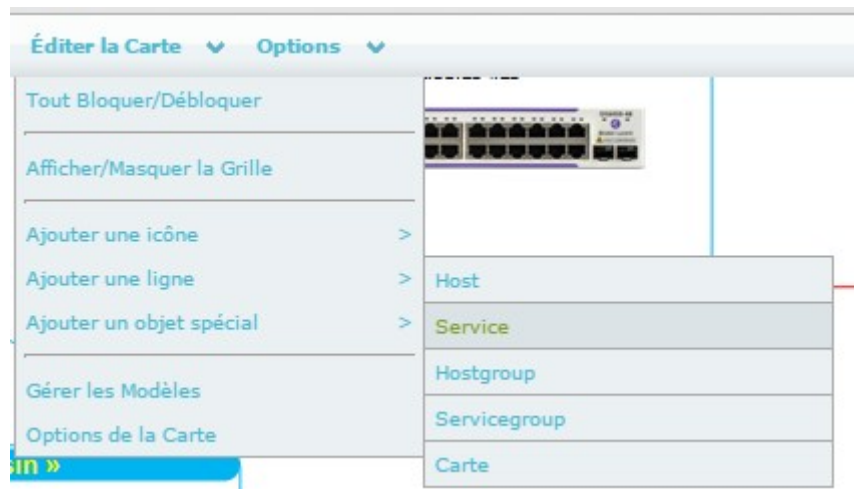 Éditer la Carte Options
Tout Bloquer/Débloquer
Afficher/Masquer la Grille
Ajouter une icône >
Ajouter une ligne >
Ajouter un objet spécial >
Gérer les Modèles
Options de la Carte
Host
Service
Hostgroup
Servicegroup
Carte
sin »